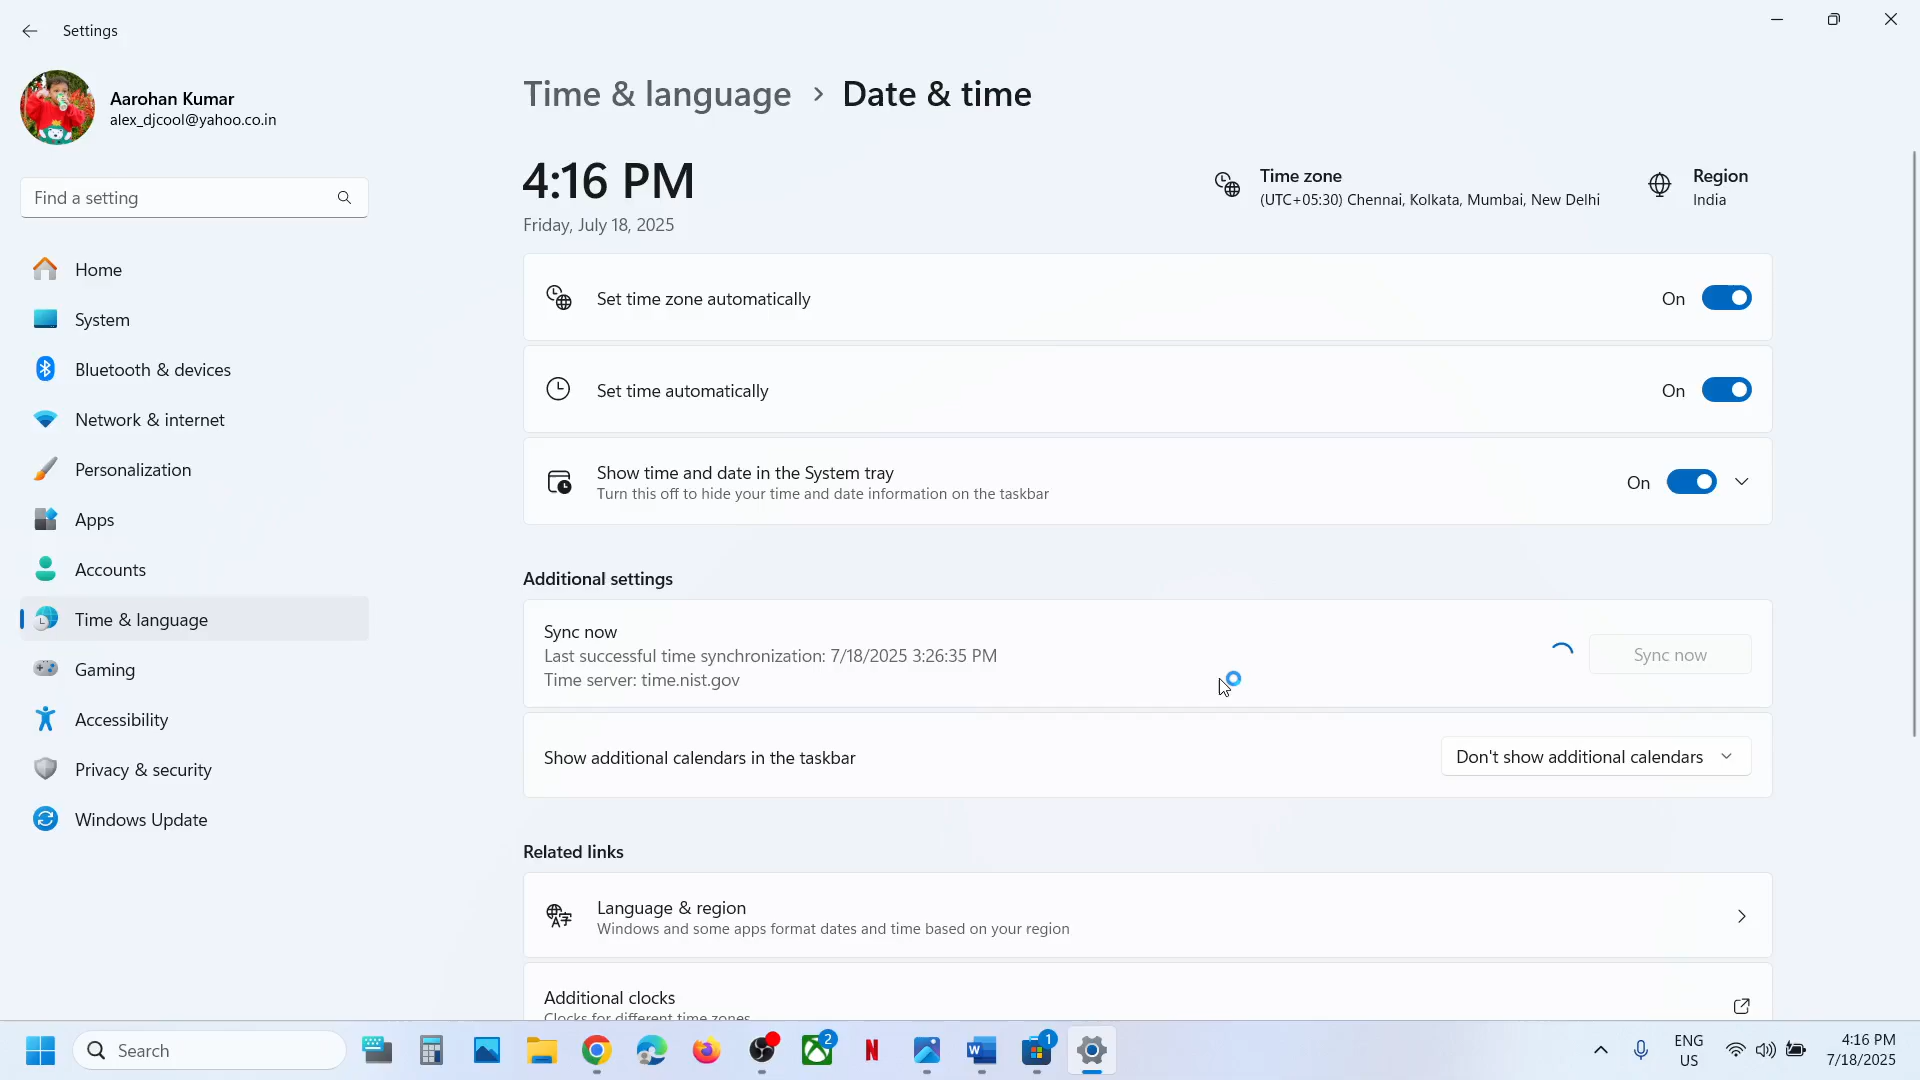 Settings
Aarohan Kumar
alex_djcool@yahoo.co.in
Find a setting
Home
System
Bluetooth & devices
Network & internet
Personalization
Apps
Accounts
Time & language
Gaming
Accessibility
Privacy & security
Windows Update
Time & language > Date & time
4:16 PM
Friday, July 18, 2025
Time zone
(UTC+05:30) Chennai, Kolkata, Mumbai, New Delhi
Region
India
Set time zone automatically
On
Set time automatically
On
Show time and date in the System tray
Turn this off to hide your time and date information on the taskbar
On
Additional settings
Sync now
Last successful time synchronization: 7/18/2025 3:26:35 PM
Time server: time.nist.gov
Sync now
Show additional calendars in the taskbar
Don't show additional calendars
Related links
Language & region
Windows and some apps format dates and time based on your region
Additional clocks
Clocks for different time zones
Search
2
N
W
1
ENG
US
4:16 PM
7/18/2025